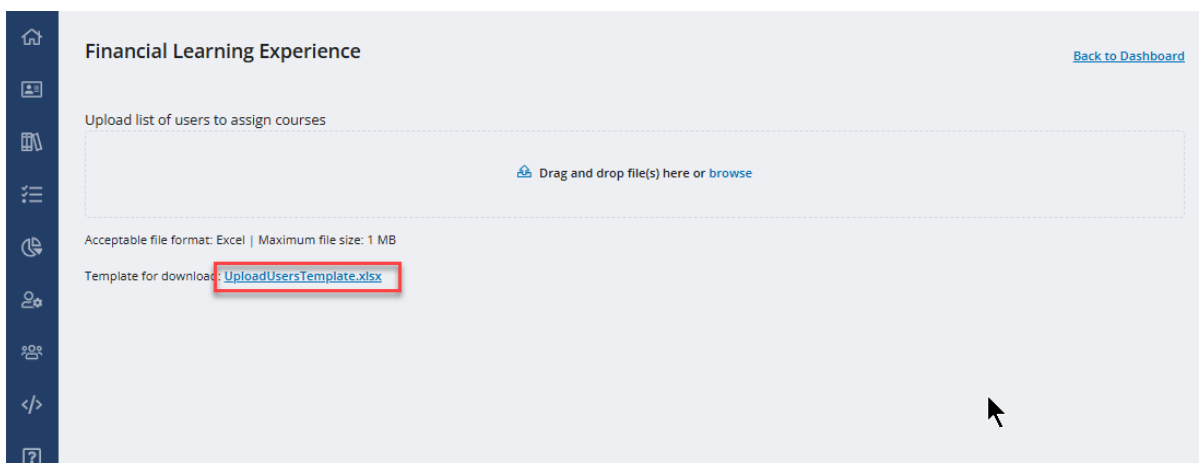 Financial Learning Experience
Back to Dashboard
Upload list of users to assign courses
Drag and drop file(s) here or browse
Acceptable file format: Excel | Maximum file size: 1 MB
Template for download: UploadUsersTemplate.xlsx